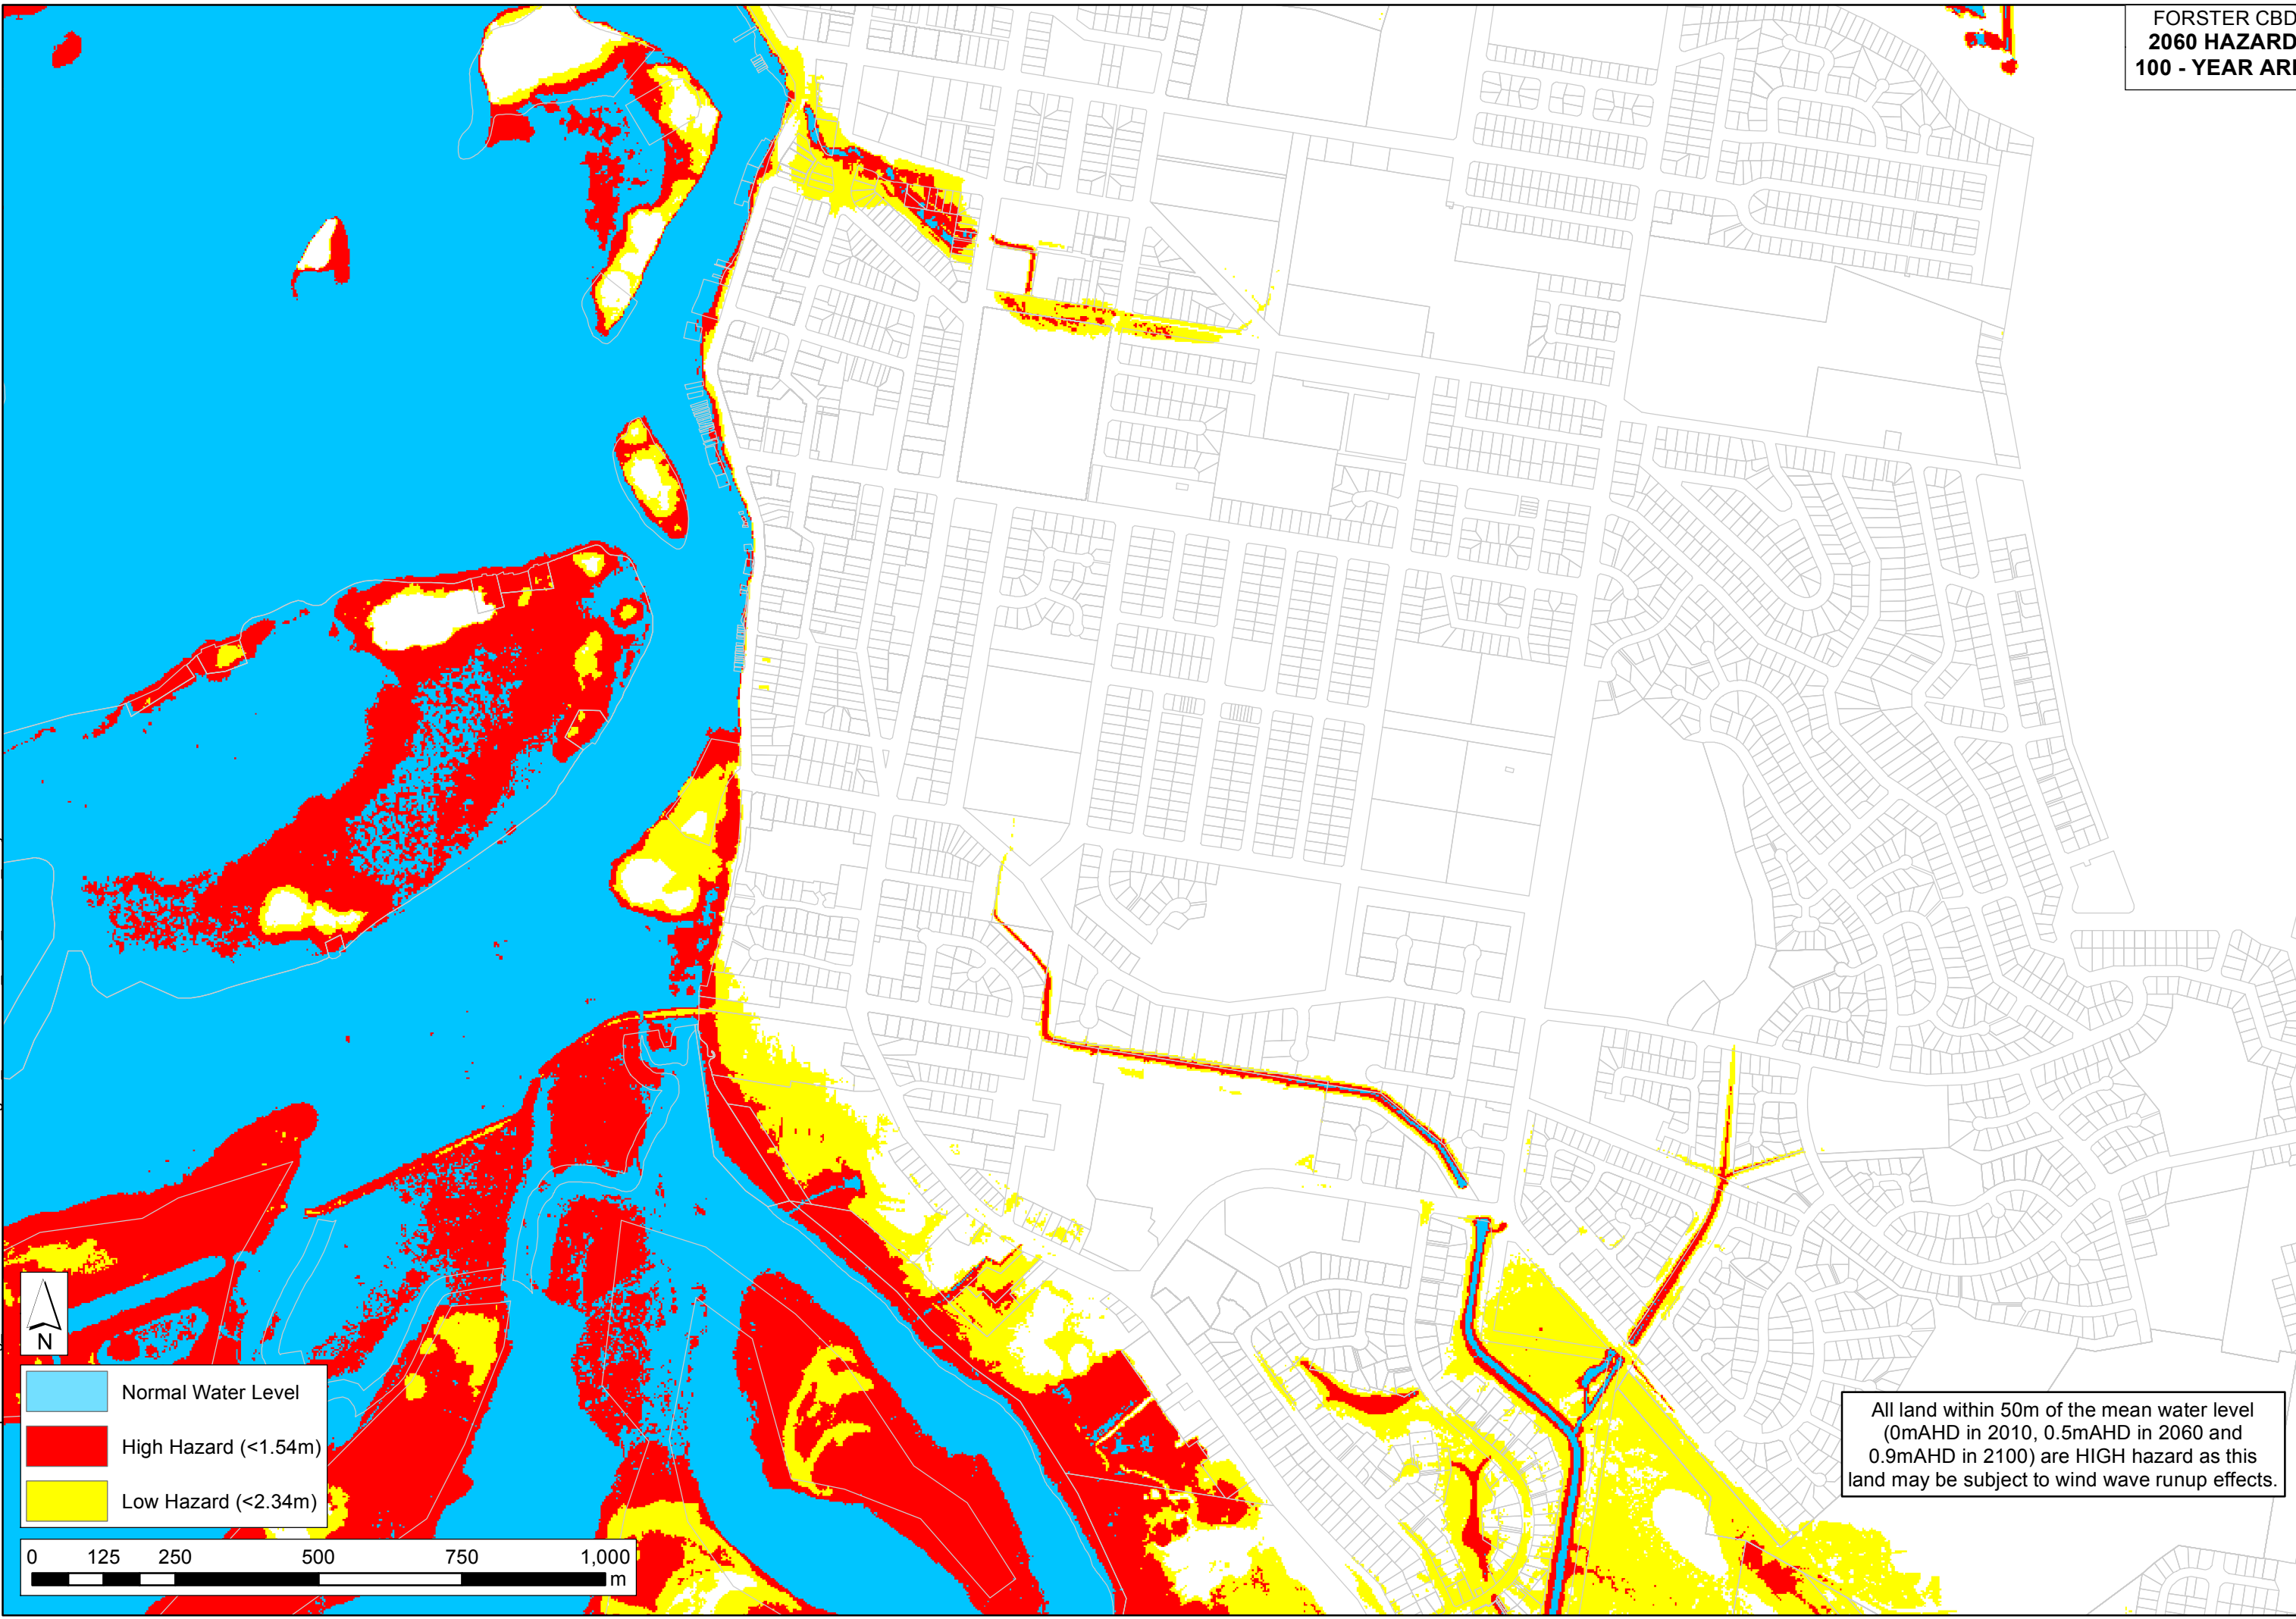 FORSTER CBD
2060 HAZARD
100 - YEAR ARI
N
Normal Water Level
High Hazard (<1.54m)
Low Hazard (<2.34m)
0 125 250 500 750 1,000
m
All land within 50m of the mean water level
(0mAHD in 2010, 0.5mAHD in 2060 and
0.9mAHD in 2100) are HIGH hazard as this
land may be subject to wind wave runup effects.